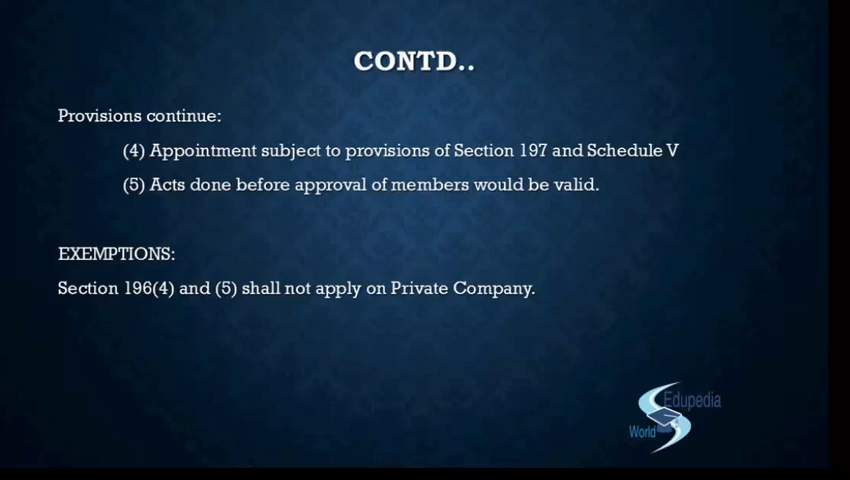 CONTD..
Provisions continue:
(4) Appointment subject to provisions of Section 197 and Schedule V
(5) Acts done before approval of members would be valid.
EXEMPTIONS:
Section 196(4) and (5) shall not apply on Private Company.
Edupedia
World